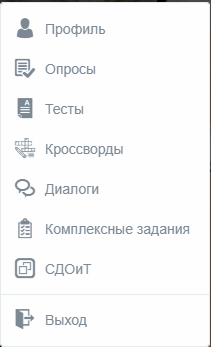 Профиль
Опросы
Тесты
Кроссворды
Диалоги
Комплексные задания
СДОиТ
Выход